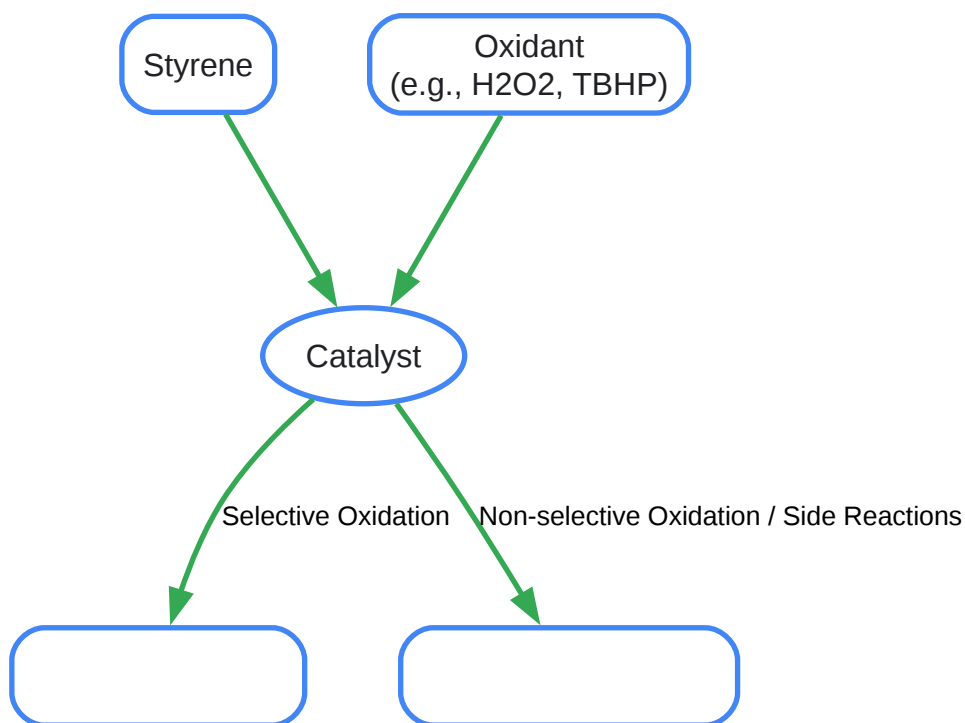 Styrene
Oxidant
(e.g., H2O2, TBHP)
Catalyst
Selective Oxidation
Non-selective Oxidation / Side Reactions